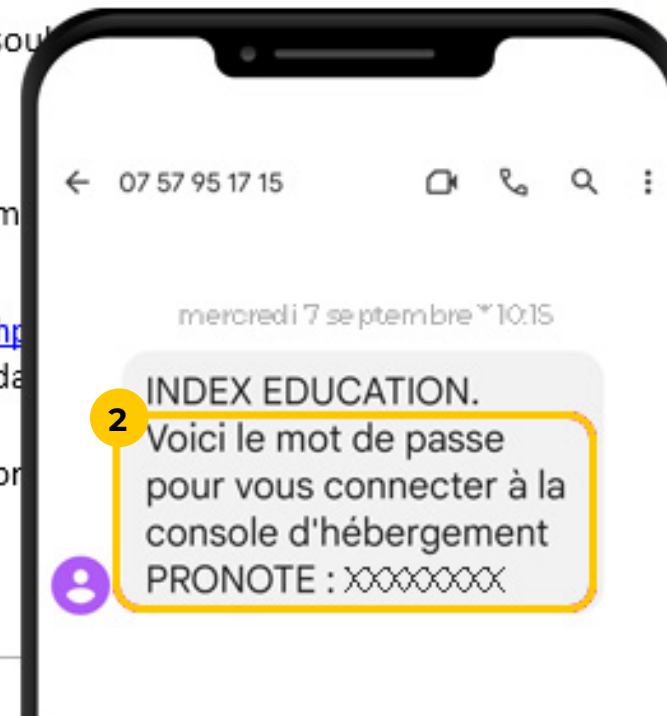 07 57 95 17 15
mercredi 7 septembre * 10:15
INDEX EDUCATION.
2
Voici le mot de passe
pour vous connecter à la
console d'hébergement
PRONOTE : XXXXXXXX